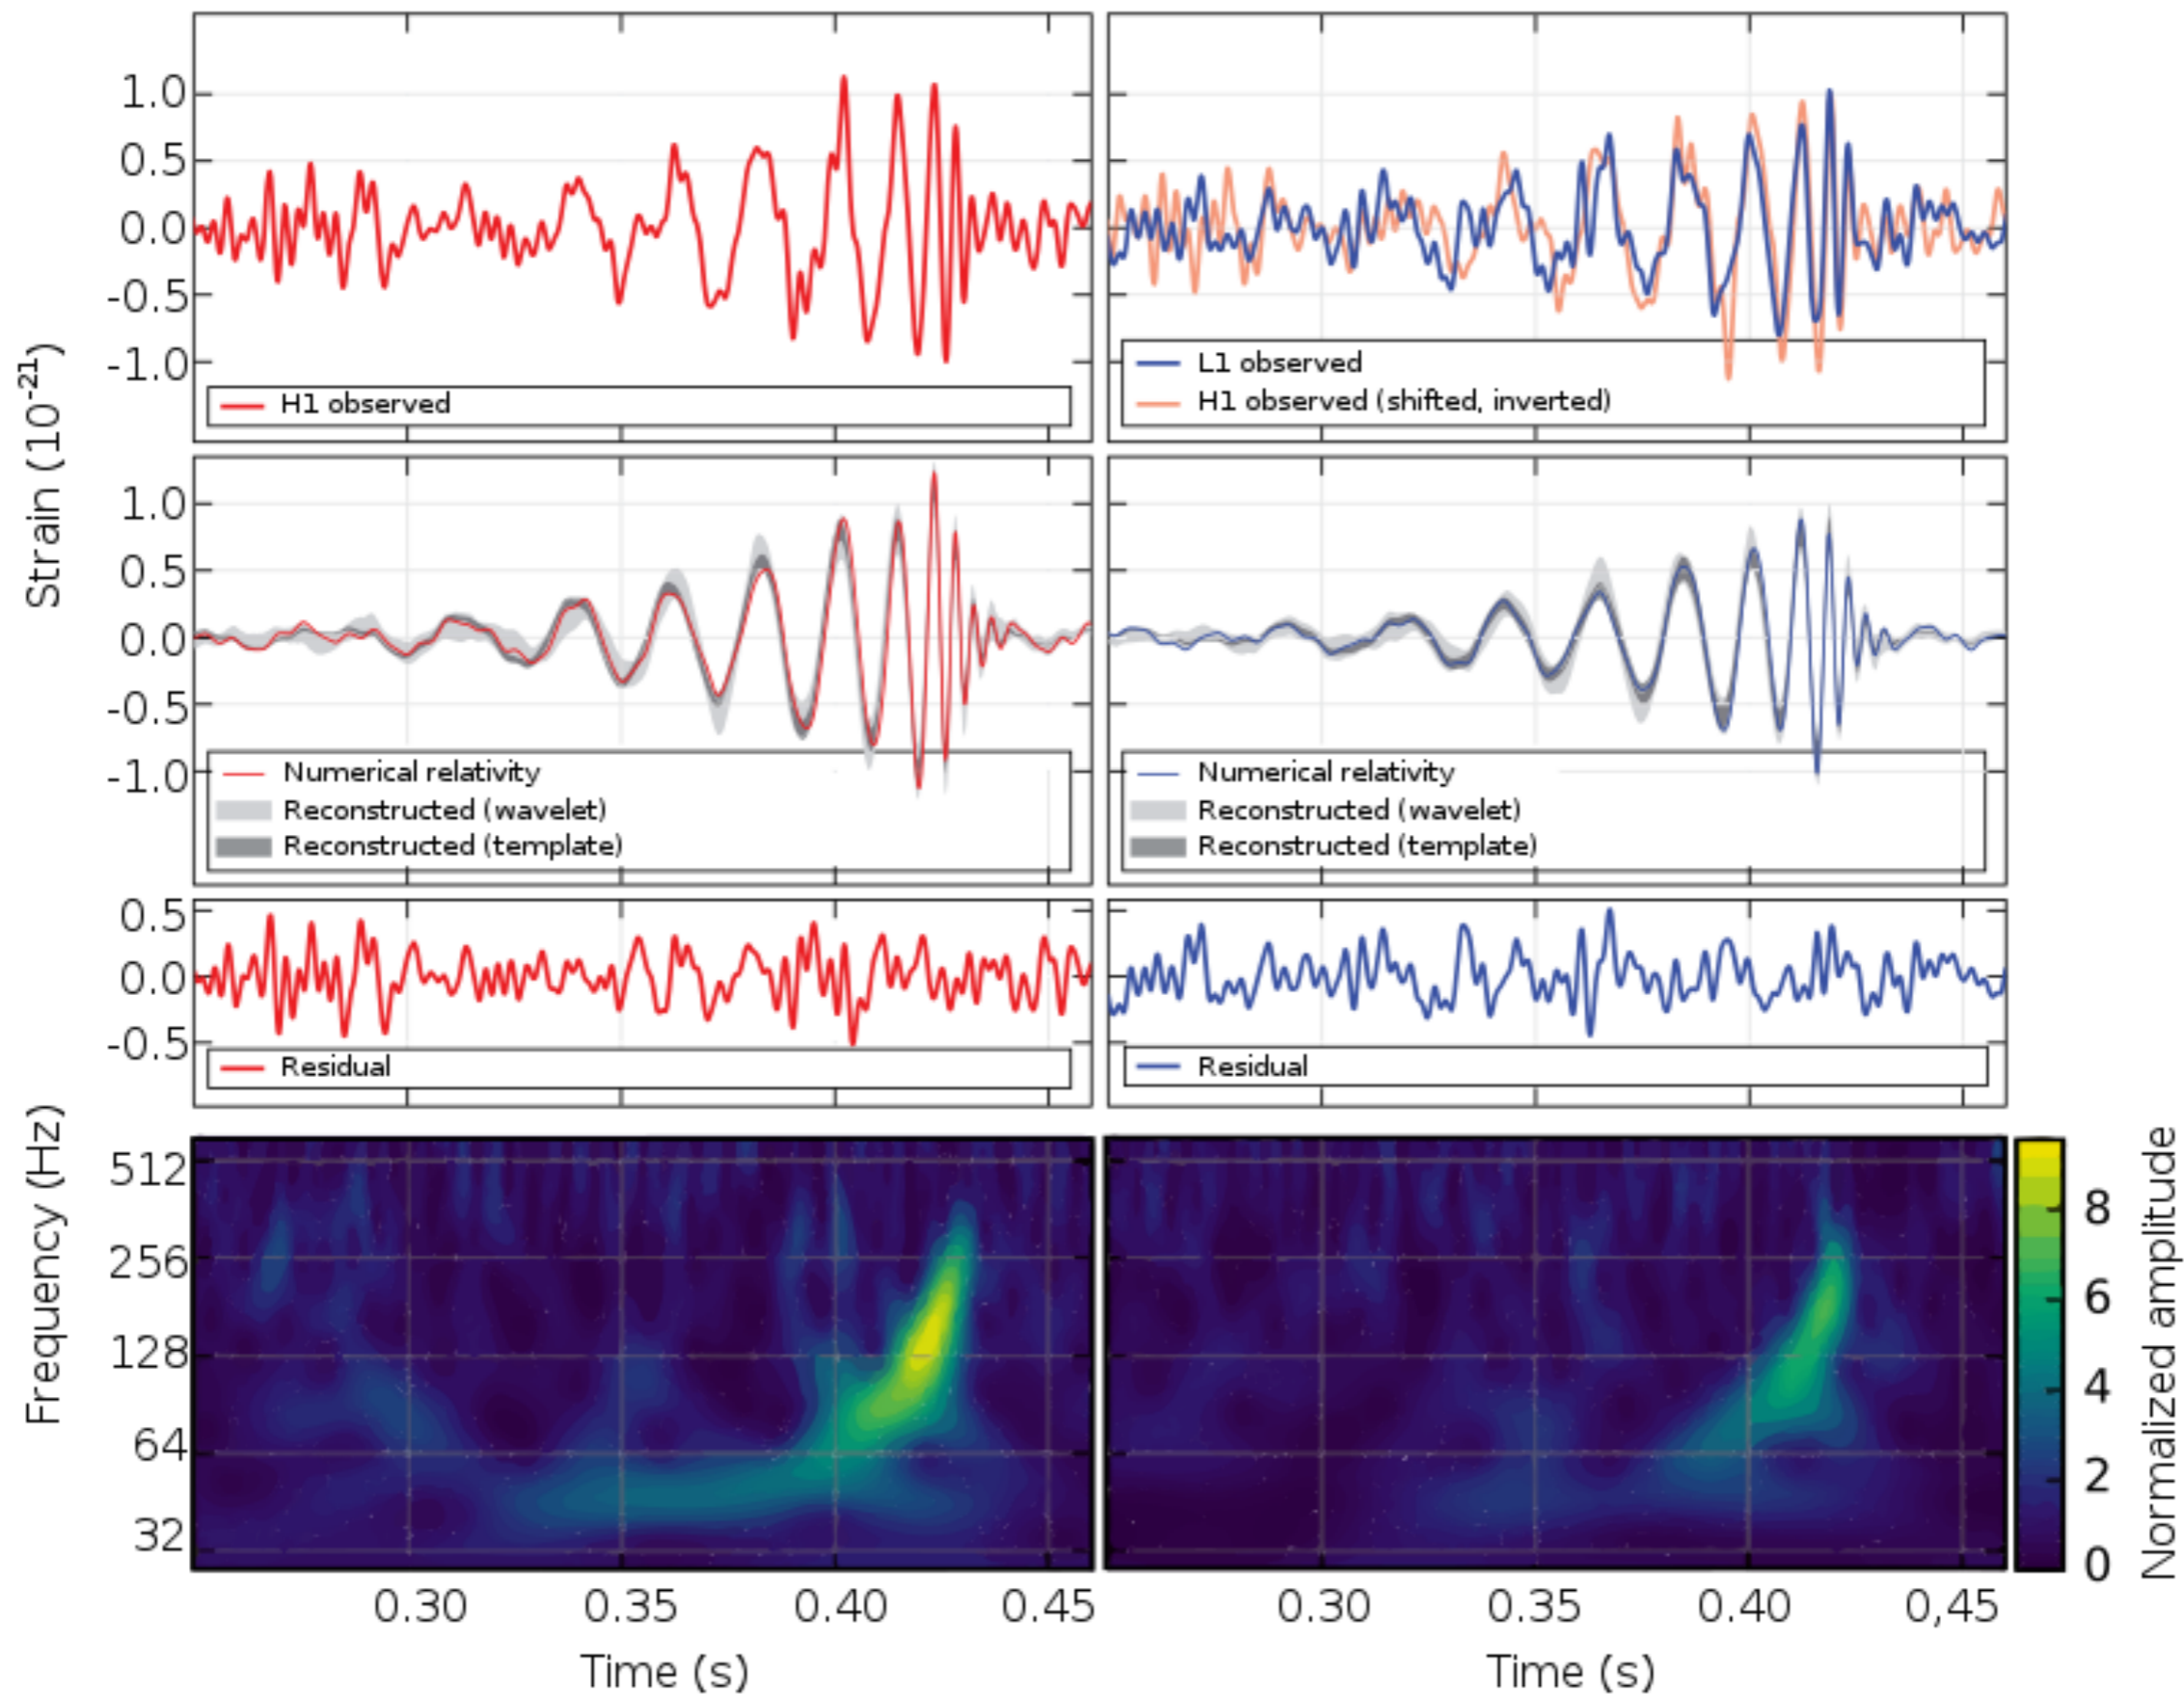 Strain (10⁻²¹)
1.0
0.5
0.0
-0.5
-1.0
H1 observed
L1 observed
H1 observed (shifted, inverted)
1.0
0.5
0.0
-0.5
-1.0
Numerical relativity
Reconstructed (wavelet)
Reconstructed (template)
Numerical relativity
Reconstructed (wavelet)
Reconstructed (template)
0.5
0.0
-0.5
Residual
Residual
Frequency (Hz)
512
256
128
64
32
Normalized amplitude
8
6
4
2
0
0.30 0.35 0.40 0.45
0.30 0.35 0.40 0,45
Time (s)
Time (s)